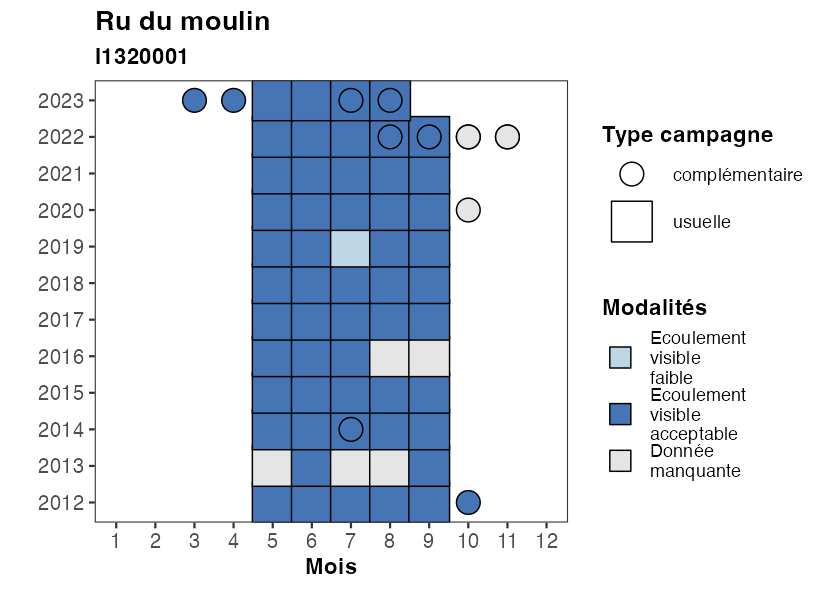 Ru du moulin
I1320001
2023
2022
2021
2020
2019
2018
2017
2016
2015
2014
2013
2012
1 2 3 4 5 6 7 8 9 10 11 12
Mois
Type campagne
complémentaire
usuelle
Modalités
Ecoulement
visible
faible
Ecoulement
visible
acceptable
Donnée
manquante